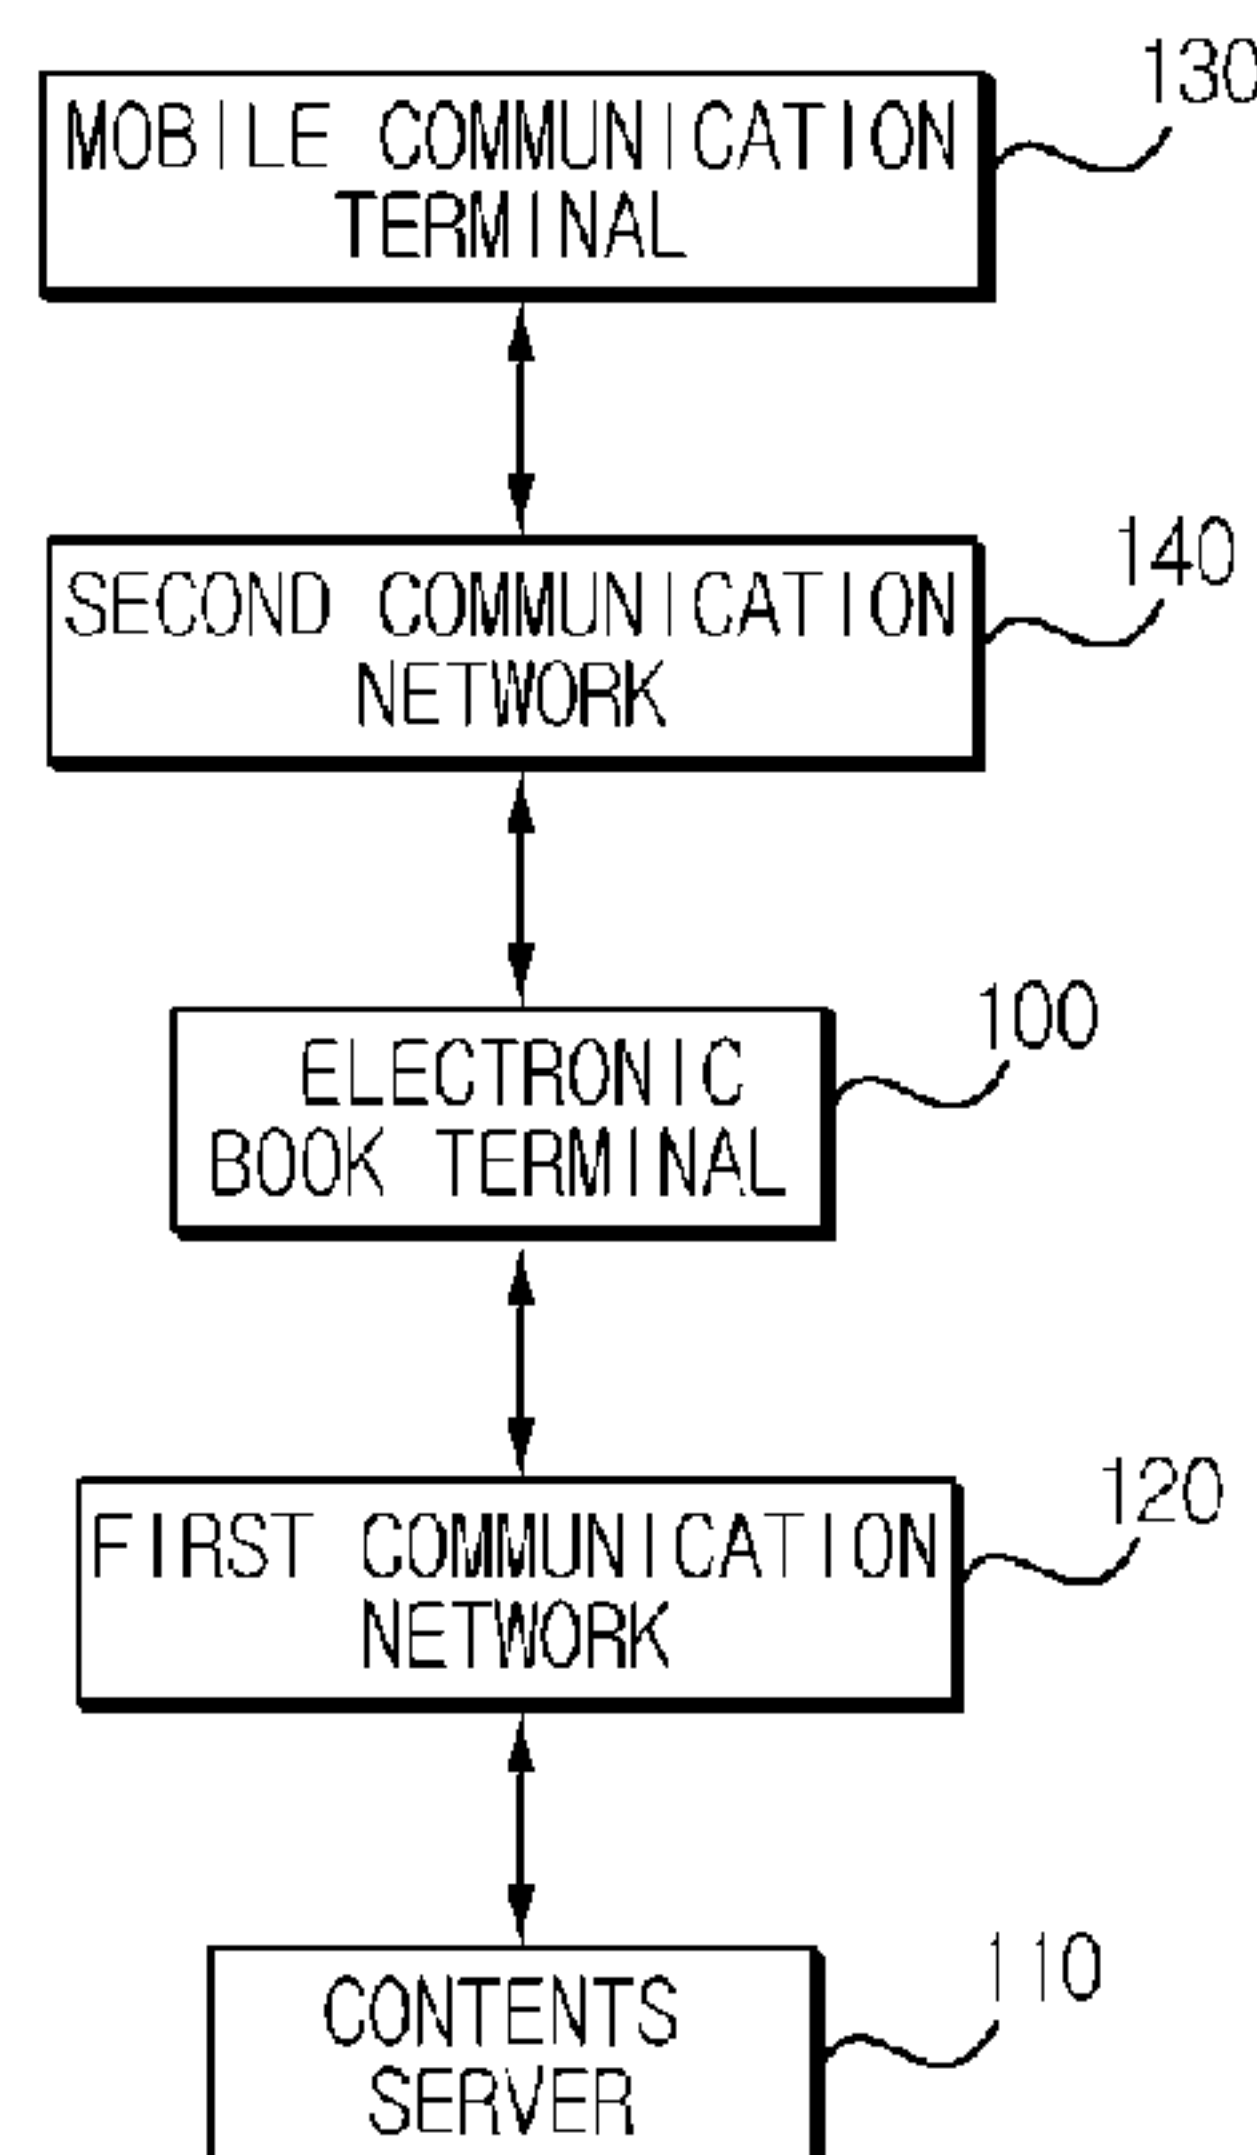 130
MOBILE COMMUNICATION
TERMINAL
140
SECOND COMMUNICATION
NETWORK
100
ELECTRONIC
BOOK TERMINAL
120
FIRST COMMUNICATION
NETWORK
110
CONTENTS
SERVER